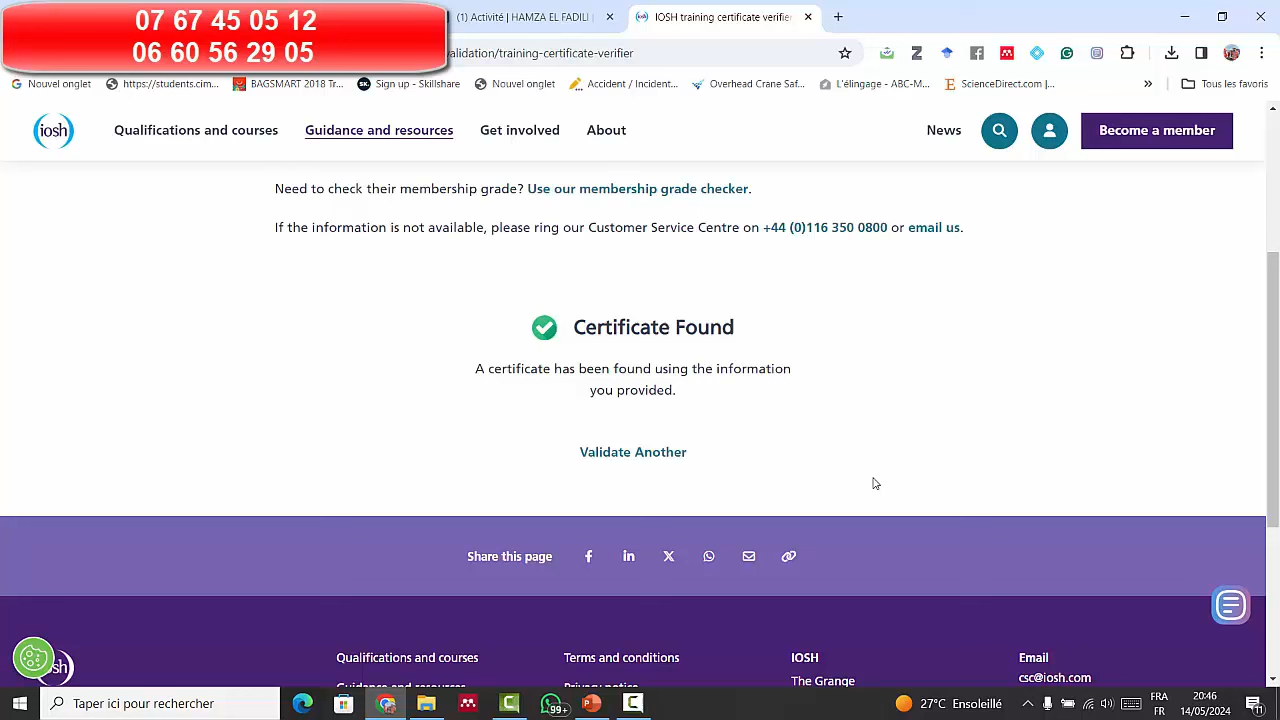 07 67 45 05 12
06 60 56 29 05
(1) Activité | HAMZA EL FADILI |
IOSH training certificate verifie
alidation/training-certificate-verifier
Nouvel onglet
https://students.cim...
BAGSMART 2018 Tr...
Sign up - Skillshare
Nouvel onglet
Accident / Incident...
Overhead Crane Saf...
L'élingage - ABC-M...
ScienceDirect.com |...
Tous les favoris
iosh
Qualifications and courses
Guidance and resources
Get involved
About
News
Become a member
Need to check their membership grade? Use our membership grade checker.
If the information is not available, please ring our Customer Service Centre on +44 (0)116 350 0800 or email us.
Certificate Found
A certificate has been found using the information
you provided.
Validate Another
Share this page
sh
Qualifications and courses
Terms and conditions
IOSH
Email
Guidance and resources
Privacy notice
The Grange
csc@iosh.com
Taper ici pour rechercher
99+
27°C Ensoleillé
FRA
FR
20:46
14/05/2024